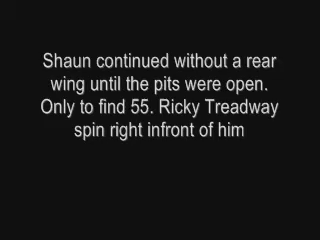 Shaun continued without a rear
wing until the pits were open.
Only to find 55. Ricky Treadway
spin right infront of him